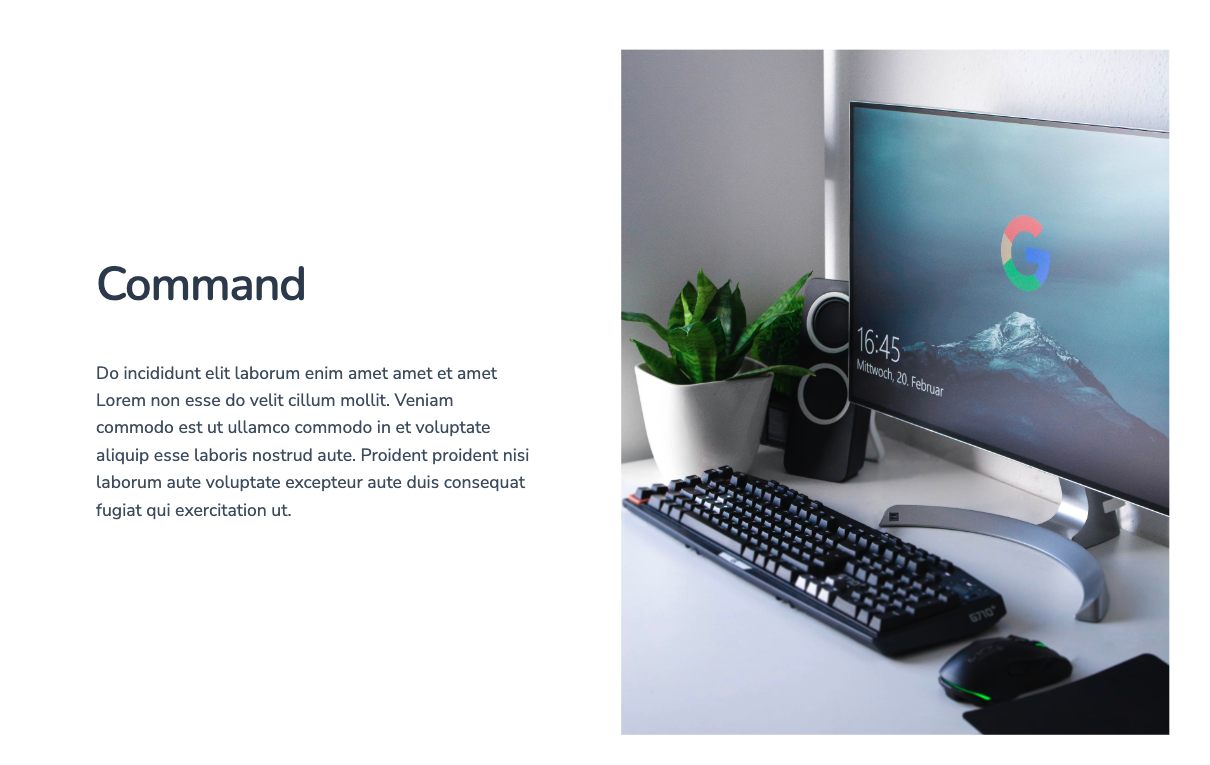 Command
Do incididunt elit laborum enim amet amet et amet
Lorem non esse do velit cillum mollit. Veniam
commodo est ut ullamco commodo in et voluptate
aliquip esse laboris nostrud aute. Proident proident nisi
laborum aute voluptate excepteur aute duis consequat
fugiat qui exercitation ut.
G
16:45
Mittwoch, 20. Februar
G710+